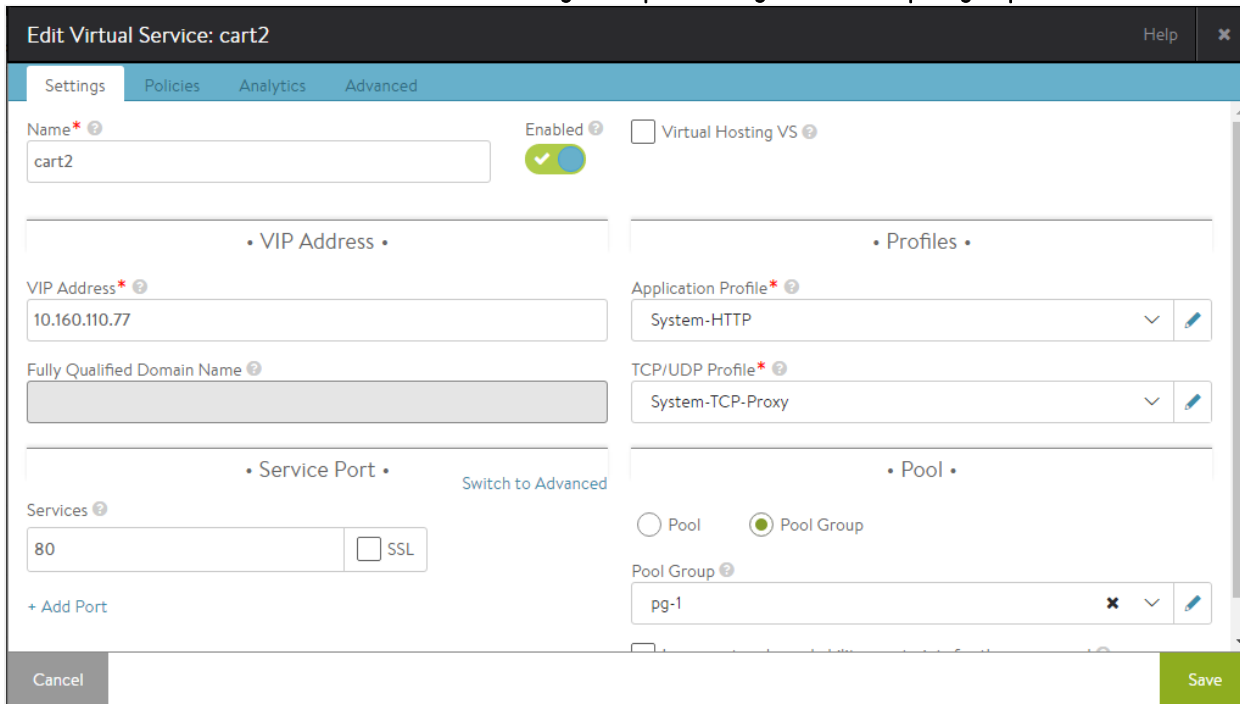 Edit Virtual Service: cart2 Help ✖
Settings Policies Analytics Advanced
Name* Enabled Virtual Hosting VS
cart2
• VIP Address • • Profiles •
VIP Address* Application Profile*
10.160.110.77 System-HTTP
Fully Qualified Domain Name TCP/UDP Profile*
System-TCP-Proxy
• Service Port • • Pool •
Switch to Advanced
Services Pool Pool Group
80 SSL
Pool Group
pg-1
+ Add Port
Cancel Save